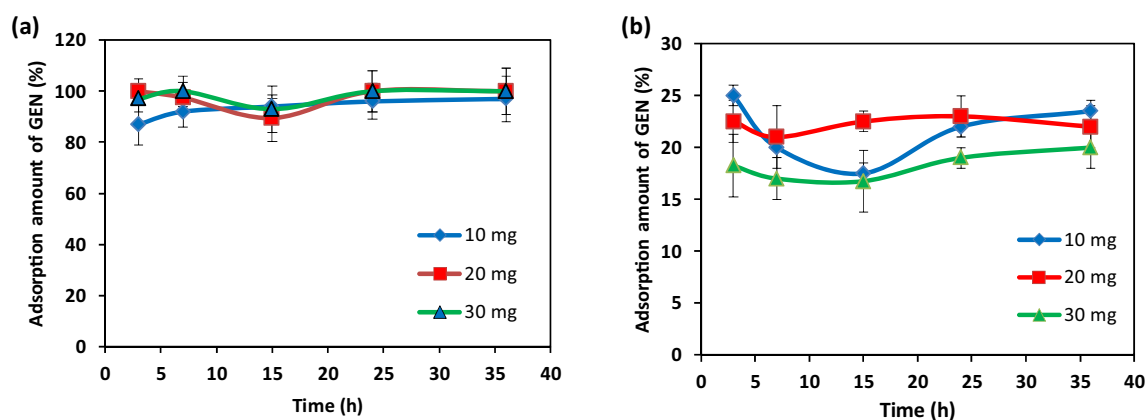 (a)
Adsorption amount of GEN (%)
120
100
80
60
40
20
0
0 5 10 15 20 25 30 35 40
Time (h)
10 mg
20 mg
30 mg
(b)
Adsorption amount of GEN (%)
30
25
20
15
10
5
0
0 5 10 15 20 25 30 35 40
Time (h)
10 mg
20 mg
30 mg